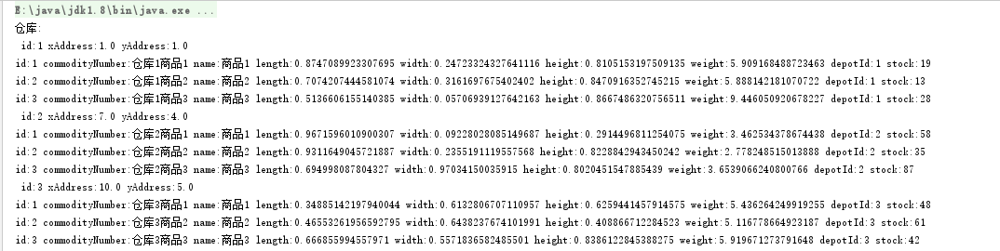 E:\java\jdk1.8\bin\java.exe ...
仓库:
id:1 xAddress:1.0 yAddress:1.0
id:1 commodityNumber:仓库1商品1 name:商品1 length:0.8747089923307695 width:0.24723324327641116 height:0.8105153197509135 weight:5.909168488723463 depotId:1 stock:19
id:2 commodityNumber:仓库1商品2 name:商品2 length:0.7074207444581074 width:0.3161697675402402 height:0.8470916352745215 weight:5.888142181070722 depotId:1 stock:13
id:3 commodityNumber:仓库1商品3 name:商品3 length:0.5136606155140385 width:0.05706939127642163 height:0.8667486320756511 weight:9.446050920678227 depotId:1 stock:28
id:2 xAddress:7.0 yAddress:4.0
id:1 commodityNumber:仓库2商品1 name:商品1 length:0.9671596010900307 width:0.09228028085149687 height:0.2914496811254075 weight:3.462534378674438 depotId:2 stock:58
id:2 commodityNumber:仓库2商品2 name:商品2 length:0.9311649045721887 width:0.2355191119557568 height:0.8228842943450242 weight:2.778248515013888 depotId:2 stock:35
id:3 commodityNumber:仓库2商品3 name:商品3 length:0.694998087804327 width:0.97034150035915 height:0.8020451547885439 weight:3.6539066240800766 depotId:2 stock:87
id:3 xAddress:10.0 yAddress:5.0
id:1 commodityNumber:仓库3商品1 name:商品1 length:0.34885142197940044 width:0.6132806707110957 height:0.6259441457914575 weight:5.436264249919255 depotId:3 stock:48
id:2 commodityNumber:仓库3商品2 name:商品2 length:0.46553261956592795 width:0.6438237674101991 height:0.408866712284523 weight:5.116778664923187 depotId:3 stock:61
id:3 commodityNumber:仓库3商品3 name:商品3 length:0.666855994557971 width:0.5571836582485501 height:0.8386122845388275 weight:5.919671273791648 depotId:3 stock:42